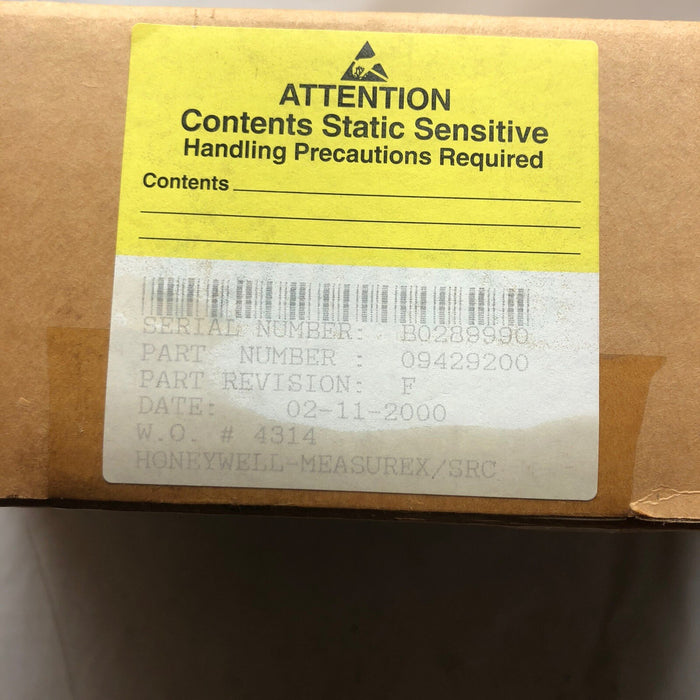 ATTENTION
Contents Static Sensitive
Handling Precautions Required
Contents
SERIAL NUMBER: B0289990
PART NUMBER : 09429200
PART REVISION: F
DATE: 02-11-2000
W.O. # 4314
HONEYWELL-MEASUREX/SRC